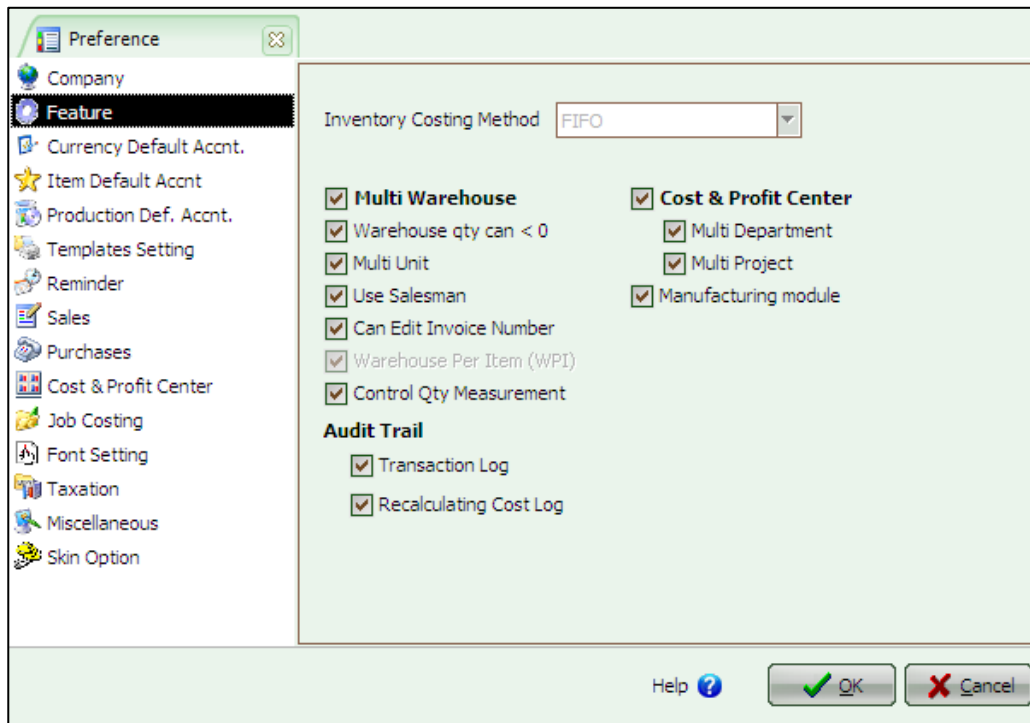 Preference
Company
Feature
Currency Default Accnt.
Item Default Accnt
Production Def. Accnt.
Templates Setting
Reminder
Sales
Purchases
Cost & Profit Center
Job Costing
Font Setting
Taxation
Miscellaneous
Skin Option
Inventory Costing Method FIFO
Multi Warehouse
Warehouse qty can < 0
Multi Unit
Use Salesman
Can Edit Invoice Number
Warehouse Per Item (WPI)
Control Qty Measurement
Audit Trail
Transaction Log
Recalculating Cost Log
Cost & Profit Center
Multi Department
Multi Project
Manufacturing module
Help ? OK Cancel